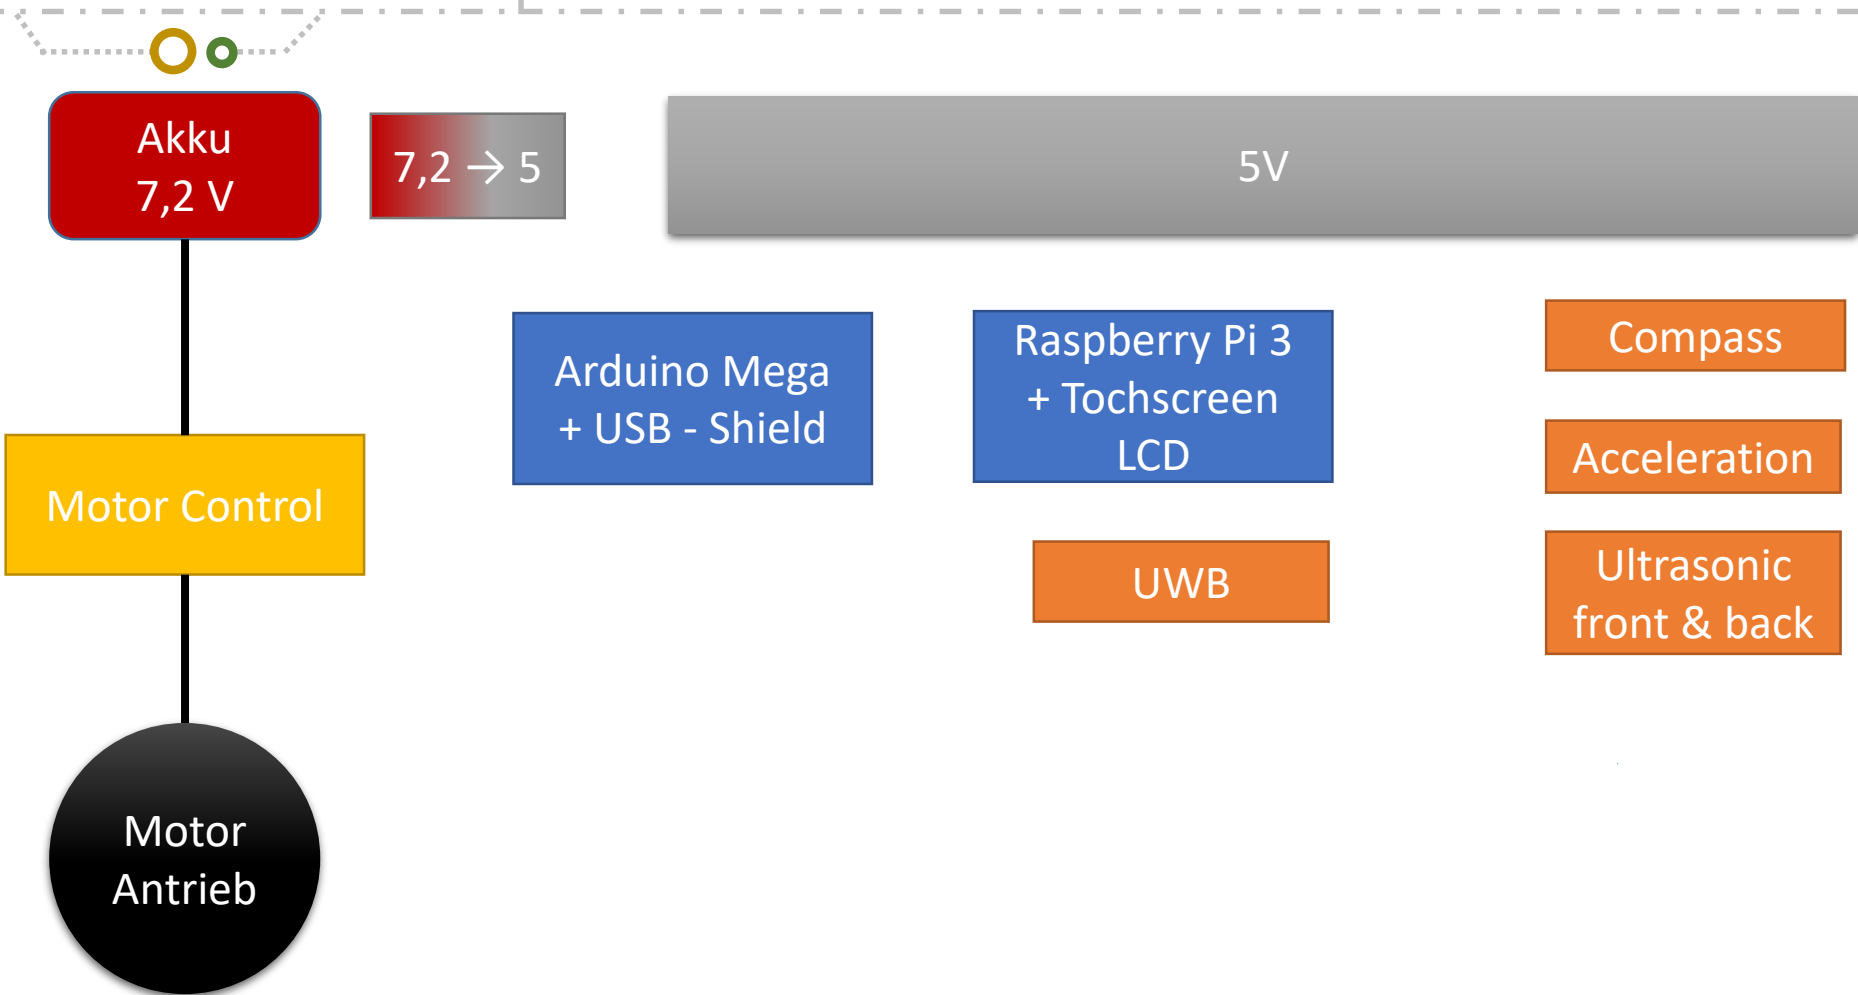 Akku
7,2 V
7,2 → 5
5V
Arduino Mega
+ USB - Shield
Raspberry Pi 3
+ Tochscreen
LCD
Compass
Acceleration
Motor Control
UWB
Ultrasonic
front & back
Motor
Antrieb